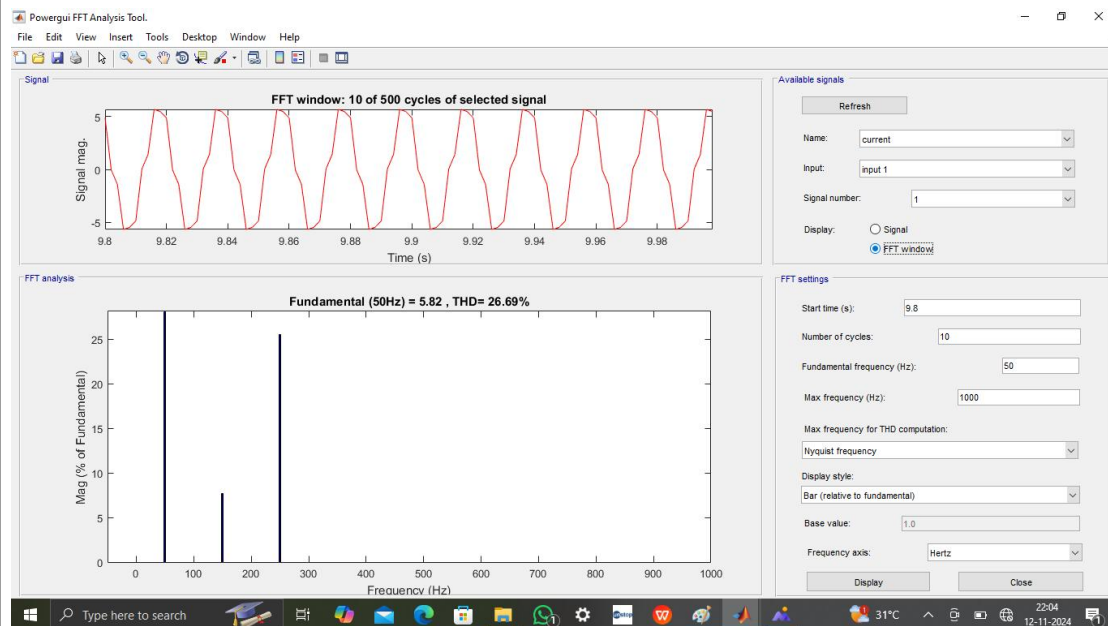 Powergui FFT Analysis Tool.
File Edit View Insert Tools Desktop Window Help
Signal
FFT window: 10 of 500 cycles of selected signal
Signal mag.
5
0
-5
9.8 9.82 9.84 9.86 9.88 9.9 9.92 9.94 9.96 9.98
Time (s)
FFT analysis
Fundamental (50Hz) = 5.82 , THD= 26.69%
Mag (% of Fundamental)
25
20
15
10
5
0
0 100 200 300 400 500 600 700 800 900 1000
Frequency (Hz)
Available signals
Refresh
Name: current
Input: input 1
Signal number: 1
Display: Signal
FFT window
FFT settings
Start time (s): 9.8
Number of cycles: 10
Fundamental frequency (Hz): 50
Max frequency (Hz): 1000
Max frequency for THD computation:
Nyquist frequency
Display style:
Bar (relative to fundamental)
Base value: 1.0
Frequency axis: Hertz
Display Close
Type here to search
31°C
22:04
12-11-2024